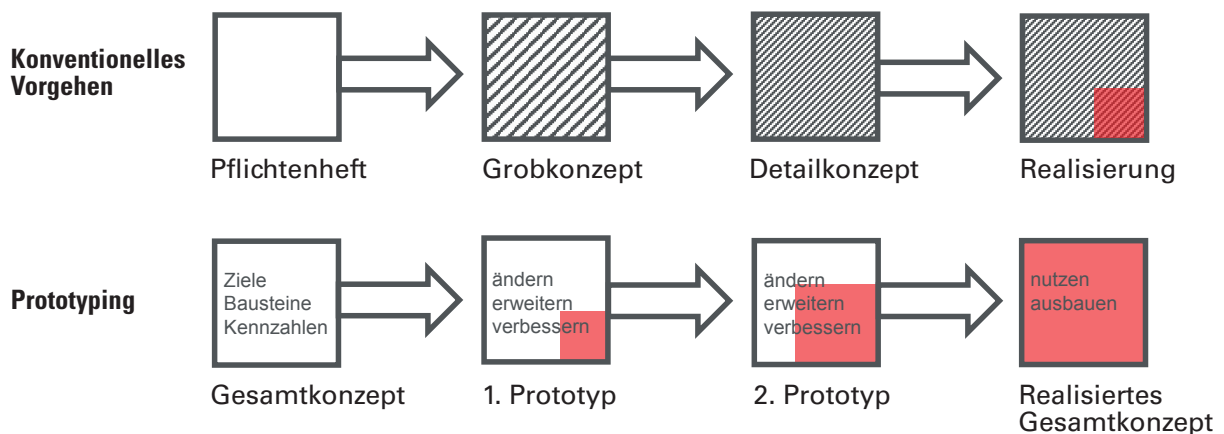 Konventionelles
Vorgehen
Pflichtenheft
Grobkonzept
Detailkonzept
Realisierung
Prototyping
Ziele
Bausteine
Kennzahlen
ändern
erweitern
verbessern
ändern
erweitern
verbessern
nutzen
ausbauen
Gesamtkonzept
1. Prototyp
2. Prototyp
Realisiertes
Gesamtkonzept